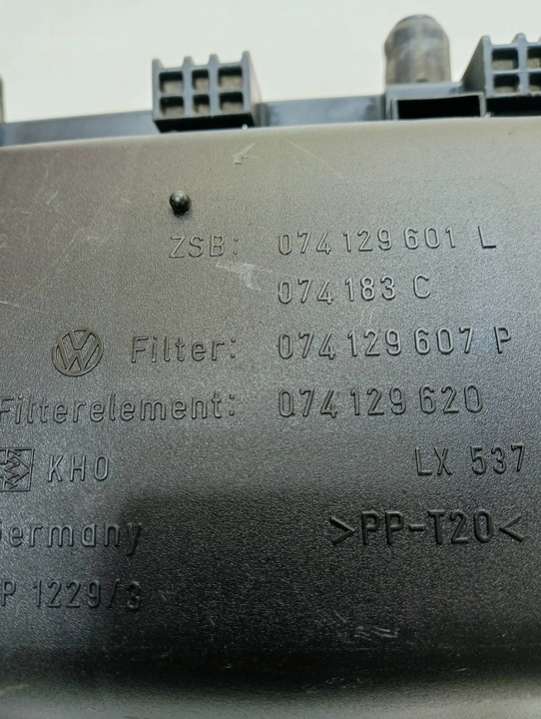 ZSB: 074 129 601 L
074 183 C
Filter: 074 129 607 P
Filterelement: 074 129 620
KHO LX 537
Germany >PP-T20<
P 1229/3